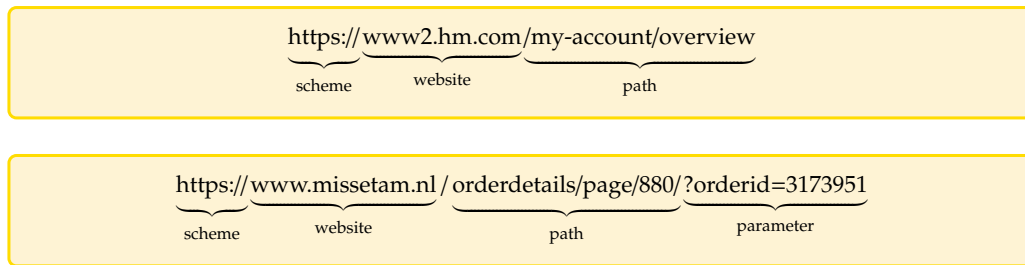 https://www2.hm.com/my-account/overview
scheme website path
https://www.missetam.nl/orderdetails/page/880/?orderid=3173951
scheme website path parameter